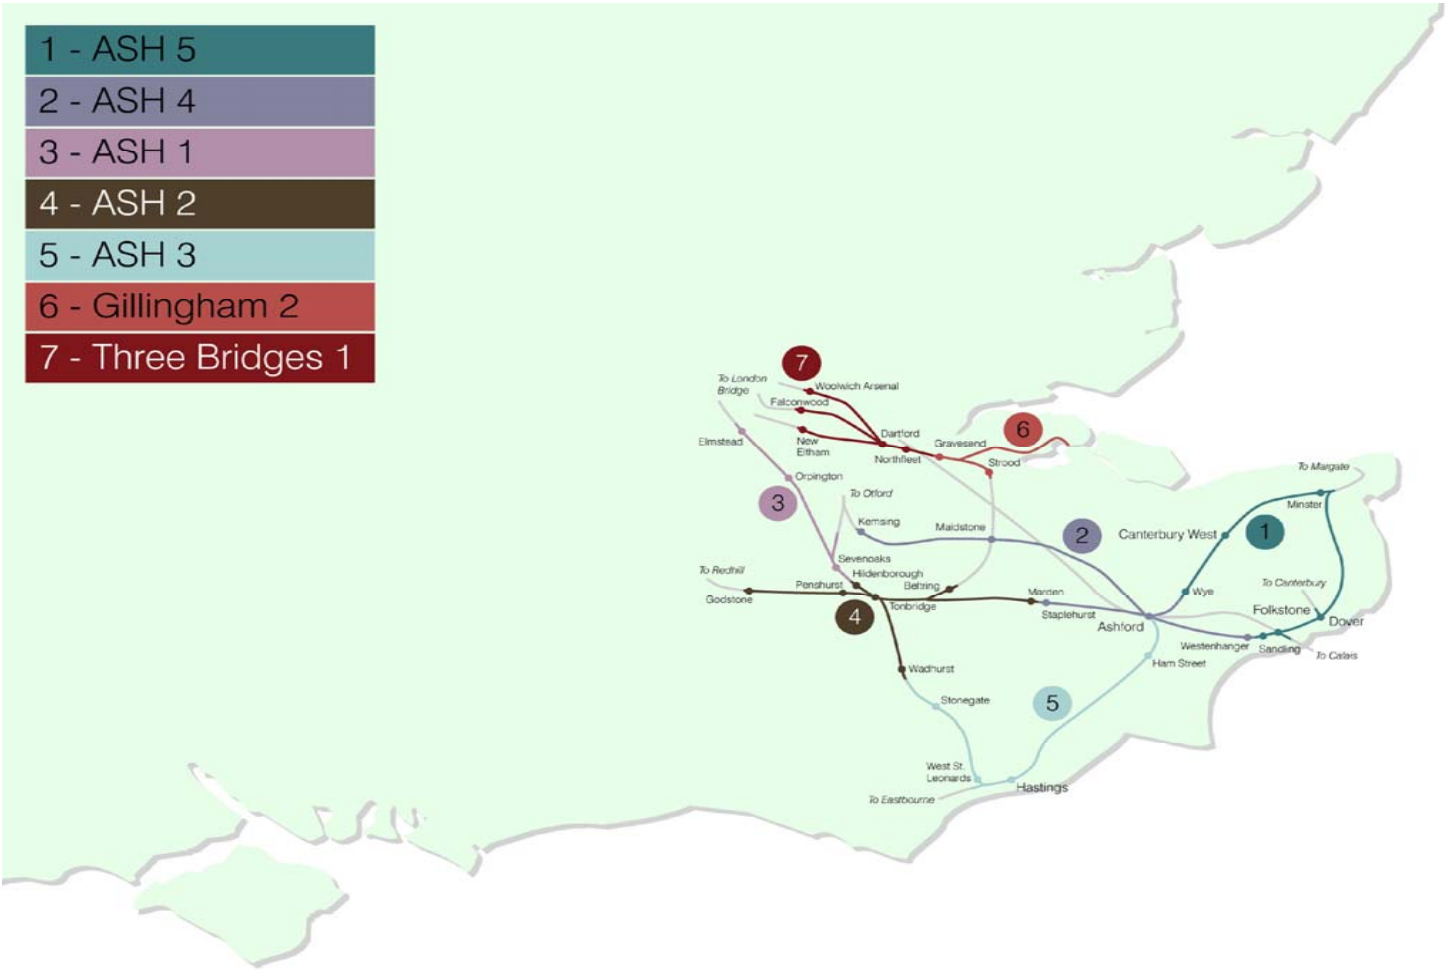 1 - ASH 5
2 - ASH 4
3 - ASH 1
4 - ASH 2
5 - ASH 3
6 - Gillingham 2
7 - Three Bridges 1
7
To London
Bridge
Woolwich Arsenal
Falconwood
Elmstead
New
Eltham
Dartford
Northfleet
Gravesend
6
Strood
Orpington
3
To Otford
Kemsing
Maidstone
2
To Margate
Minster
Canterbury West
1
Sevenoaks
Hildenborough
To Redhill
Godstone
Penshurst
Beltring
Tonbridge
4
Marden
Staplehurst
Wye
To Canterbury
Folkstone
Dover
Ashford
Westenhanger
Sandling
To Calais
Ham Street
Wadhurst
Stonegate
5
West St.
Leonards
Hastings
To Eastbourne